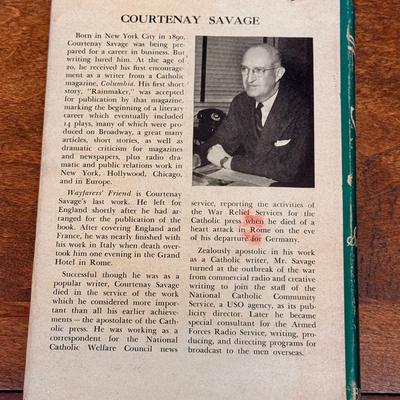 COURTENAY SAVAGE
Born in New York City in 1890,
Courtenay Savage was being pre-
pared for a career in business. But
writing lured him. At the age of
20, he received his first encourage-
ment as a writer from a Catholic
magazine, Columbia. His first short
story, "Rainmaker," was accepted
for publication by that magazine,
marking the beginning of a literary
career which eventually included
14 plays, many of which were pro-
duced on Broadway, a great many
articles, short stories, as well as
dramatic criticism for magazines
and newspapers, plus radio dra-
matic and public relations work in
New York, Hollywood, Chicago,
and in Europe.
Wayfarers' Friend is Courtenay
Savage's last work. He left for
England shortly after he had ar-
ranged for the publication of the
book. After covering England and
France, he was nearly finished with
his work in Italy when death over-
took him one evening in the Grand
Hotel in Rome.
Successful though he was as a
popular writer, Courtenay Savage
died in the service of the work
which he considered more impor-
tant than all his earlier achieve-
ments—the apostolate of the Cath-
olic press. He was working as a
correspondent for the National
Catholic Welfare Council news
service, reporting the activities of
the War Relief Services for the
Catholic press when he died of a
heart attack in Rome on the eve
of his departure for Germany.
Zealously apostolic in his work
as a Catholic writer, Mr. Savage
turned at the outbreak of the war
from commercial radio and creative
writing to join the staff of the
National Catholic Community
Service, a USO agency, as its pub-
licity director. Later he became
special consultant for the Armed
Forces Radio Service, writing, pro-
ducing, and directing programs for
broadcast to the men overseas.